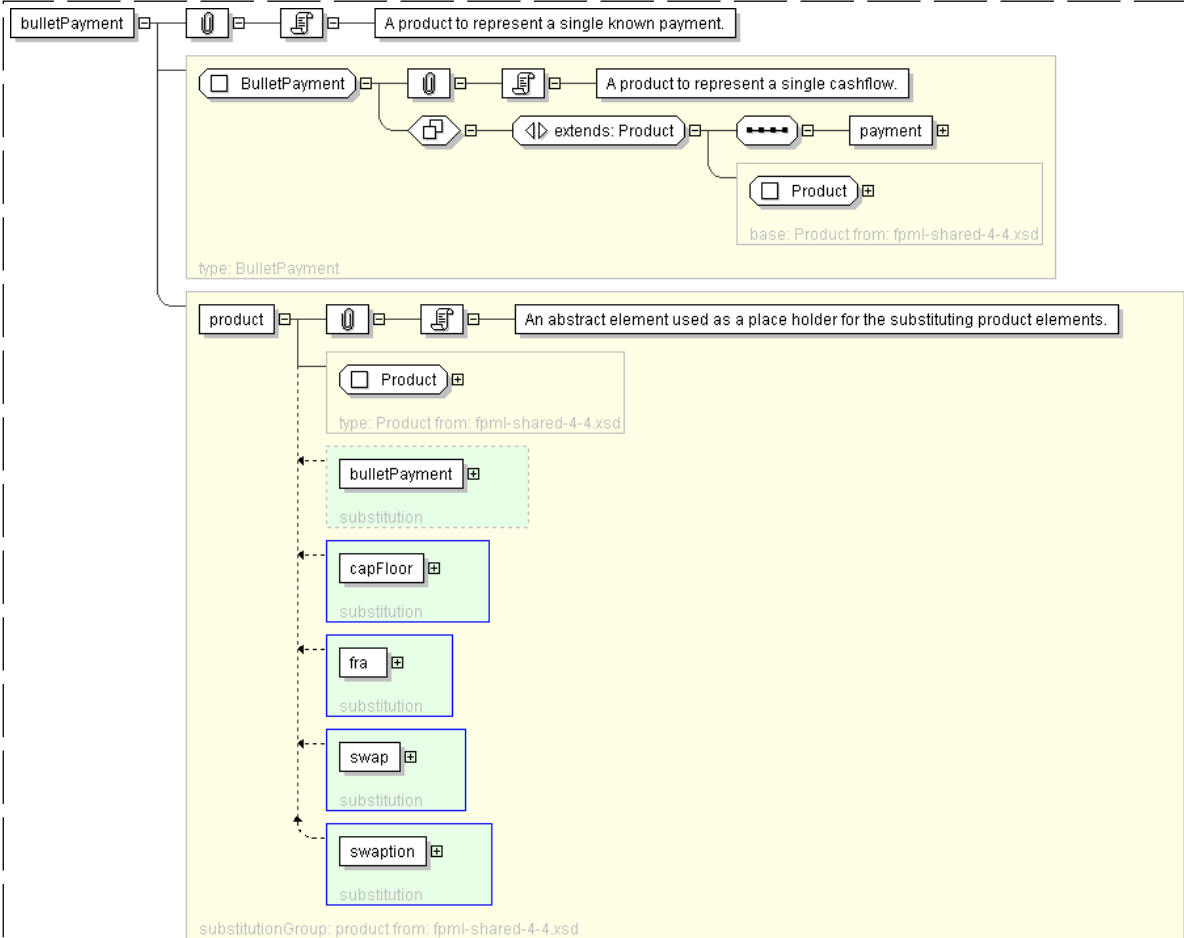 bulletPayment A product to represent a single known payment.
BulletPayment A product to represent a single cashflow.
extends: Product payment
Product
base: Product from: fpml-shared-4-4.xsd
type: BulletPayment
product An abstract element used as a place holder for the substituting product elements.
Product
type: Product from: fpml-shared-4-4.xsd
bulletPayment
substitution
capFloor
substitution
fra
substitution
swap
substitution
swaption
substitution
substitutionGroup: product from: fpml-shared-4-4.xsd